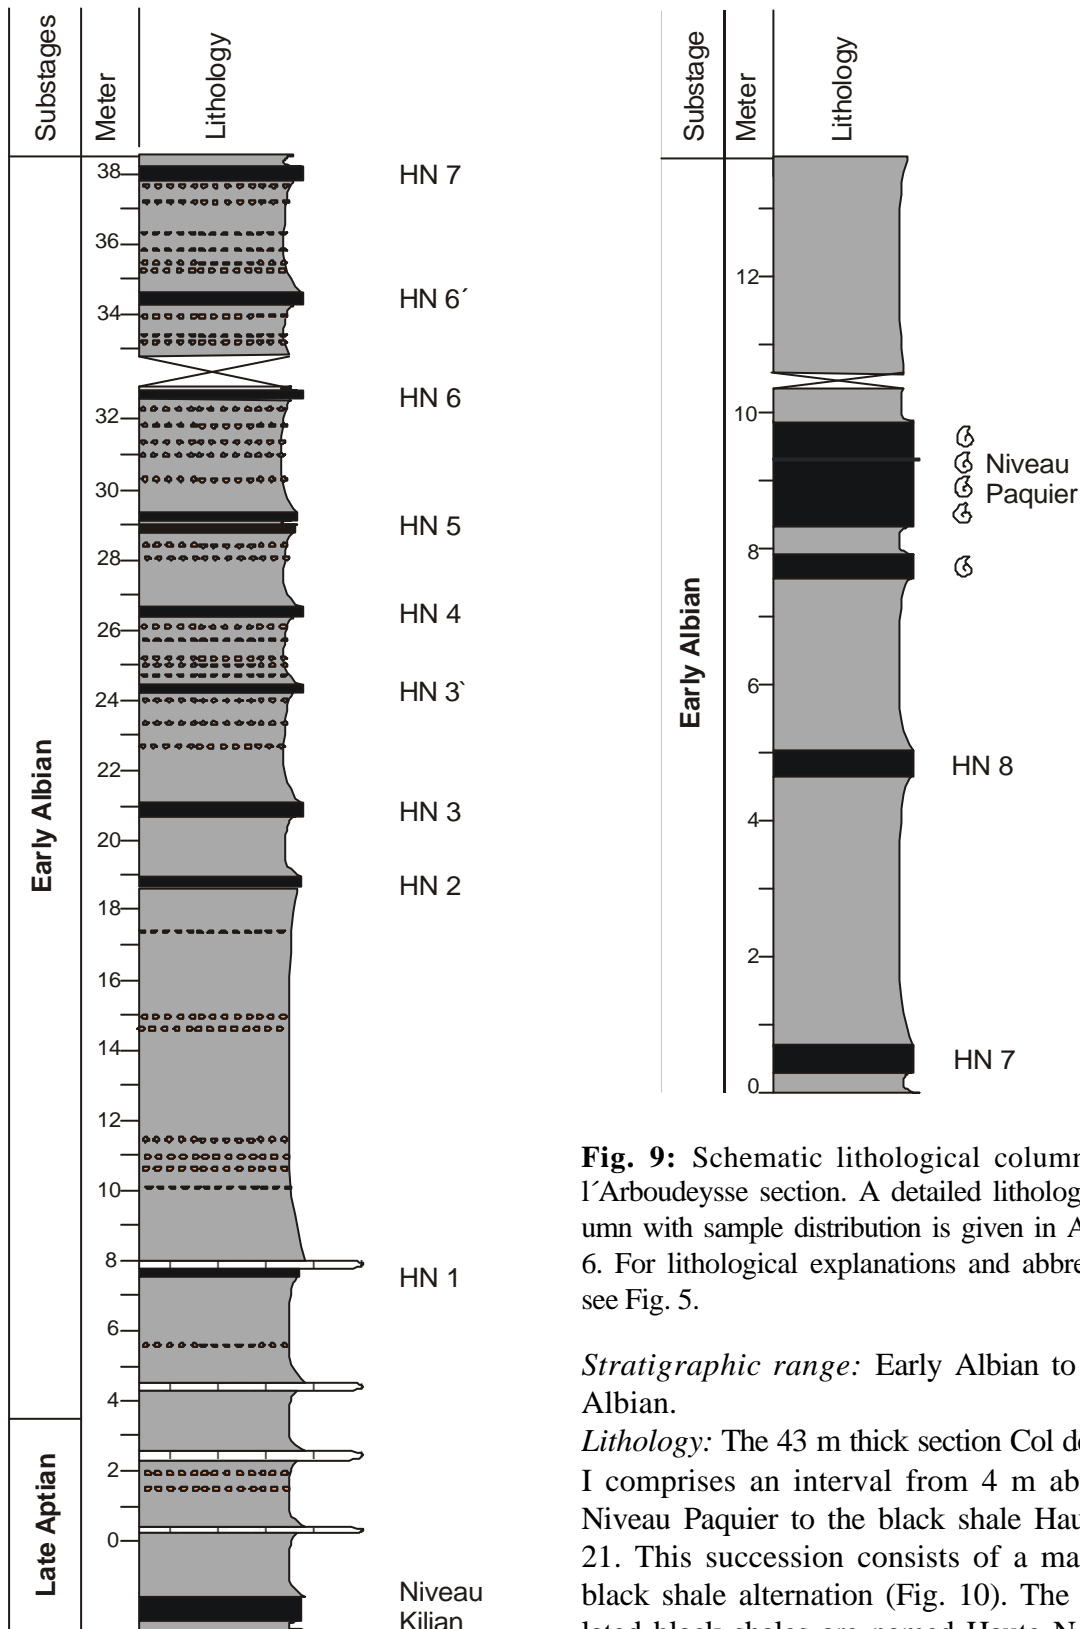 Substages
Meter
Lithology
38
36
34
32
30
28
26
24
22
20
18
16
14
12
10
8
6
4
2
0
Early Albian
Late Aptian
HN 7
HN 6´
HN 6
HN 5
HN 4
HN 3`
HN 3
HN 2
HN 1
Niveau
Kilian
Substage
Meter
Lithology
12
10
8
6
4
2
0
Early Albian
Niveau
Paquier
HN 8
HN 7
Fig. 9: Schematic lithological column
l´Arboudeysse section. A detailed litholog
umn with sample distribution is given in A
6. For lithological explanations and abbre
see Fig. 5.
Stratigraphic range: Early Albian to
Albian.
Lithology: The 43 m thick section Col de
I comprises an interval from 4 m ab
Niveau Paquier to the black shale Hau
21. This succession consists of a ma
black shale alternation (Fig. 10). The
lated black shales are named Haute N